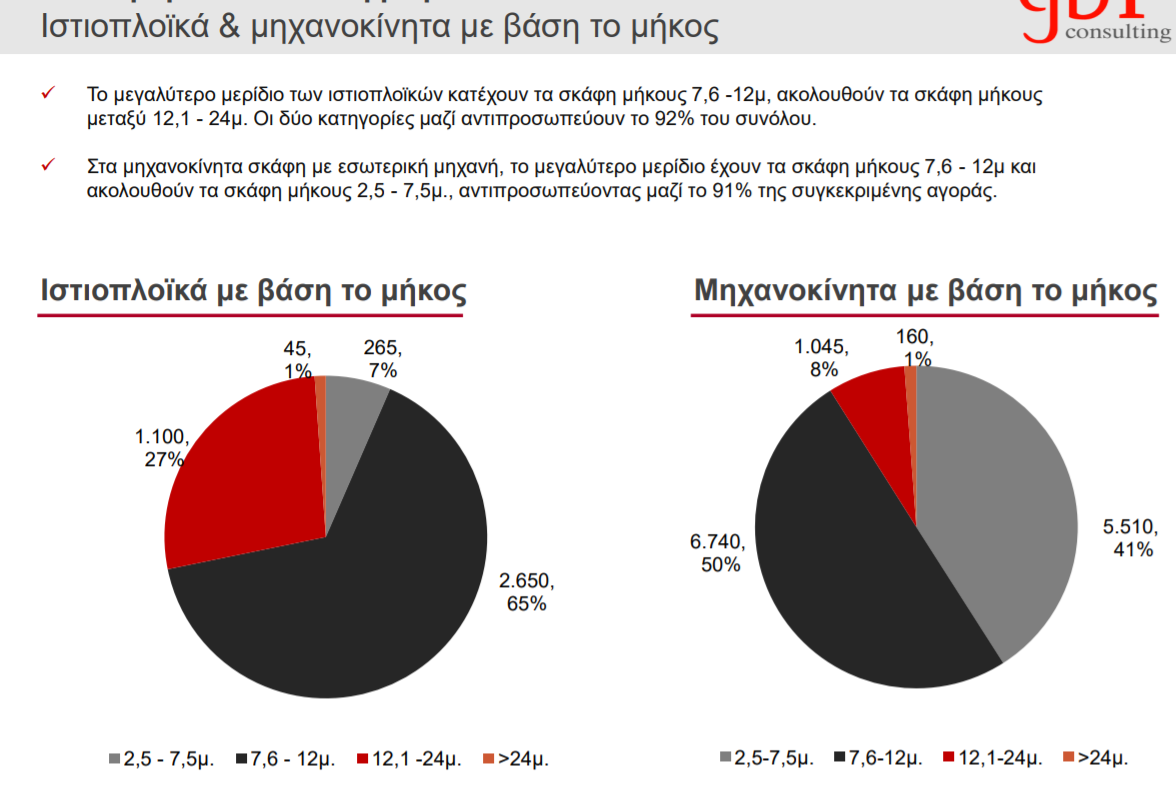 Ιστιοπλοϊκά & μηχανοκίνητα με βάση το μήκος
consulting
✓ Το μεγαλύτερο μερίδιο των ιστιοπλοϊκών κατέχουν τα σκάφη μήκους 7,6 -12μ, ακολουθούν τα σκάφη μήκους
μεταξύ 12,1 - 24μ. Οι δύο κατηγορίες μαζί αντιπροσωπεύουν το 92% του συνόλου.
✓ Στα μηχανοκίνητα σκάφη με εσωτερική μηχανή, το μεγαλύτερο μερίδιο έχουν τα σκάφη μήκους 7,6 - 12μ και
ακολουθούν τα σκάφη μήκους 2,5 - 7,5μ., αντιπροσωπεύοντας μαζί το 91% της συγκεκριμένης αγοράς.
Ιστιοπλοϊκά με βάση το μήκος
45,
1%
265,
7%
1.100,
27%
2.650,
65%
2,5 - 7,5μ. 7,6 - 12μ. 12,1 -24μ. >24μ.
Μηχανοκίνητα με βάση το μήκος
1.045,
8%
160,
1%
6.740,
50%
5.510,
41%
2,5-7,5μ. 7,6-12μ. 12,1-24μ. >24μ.